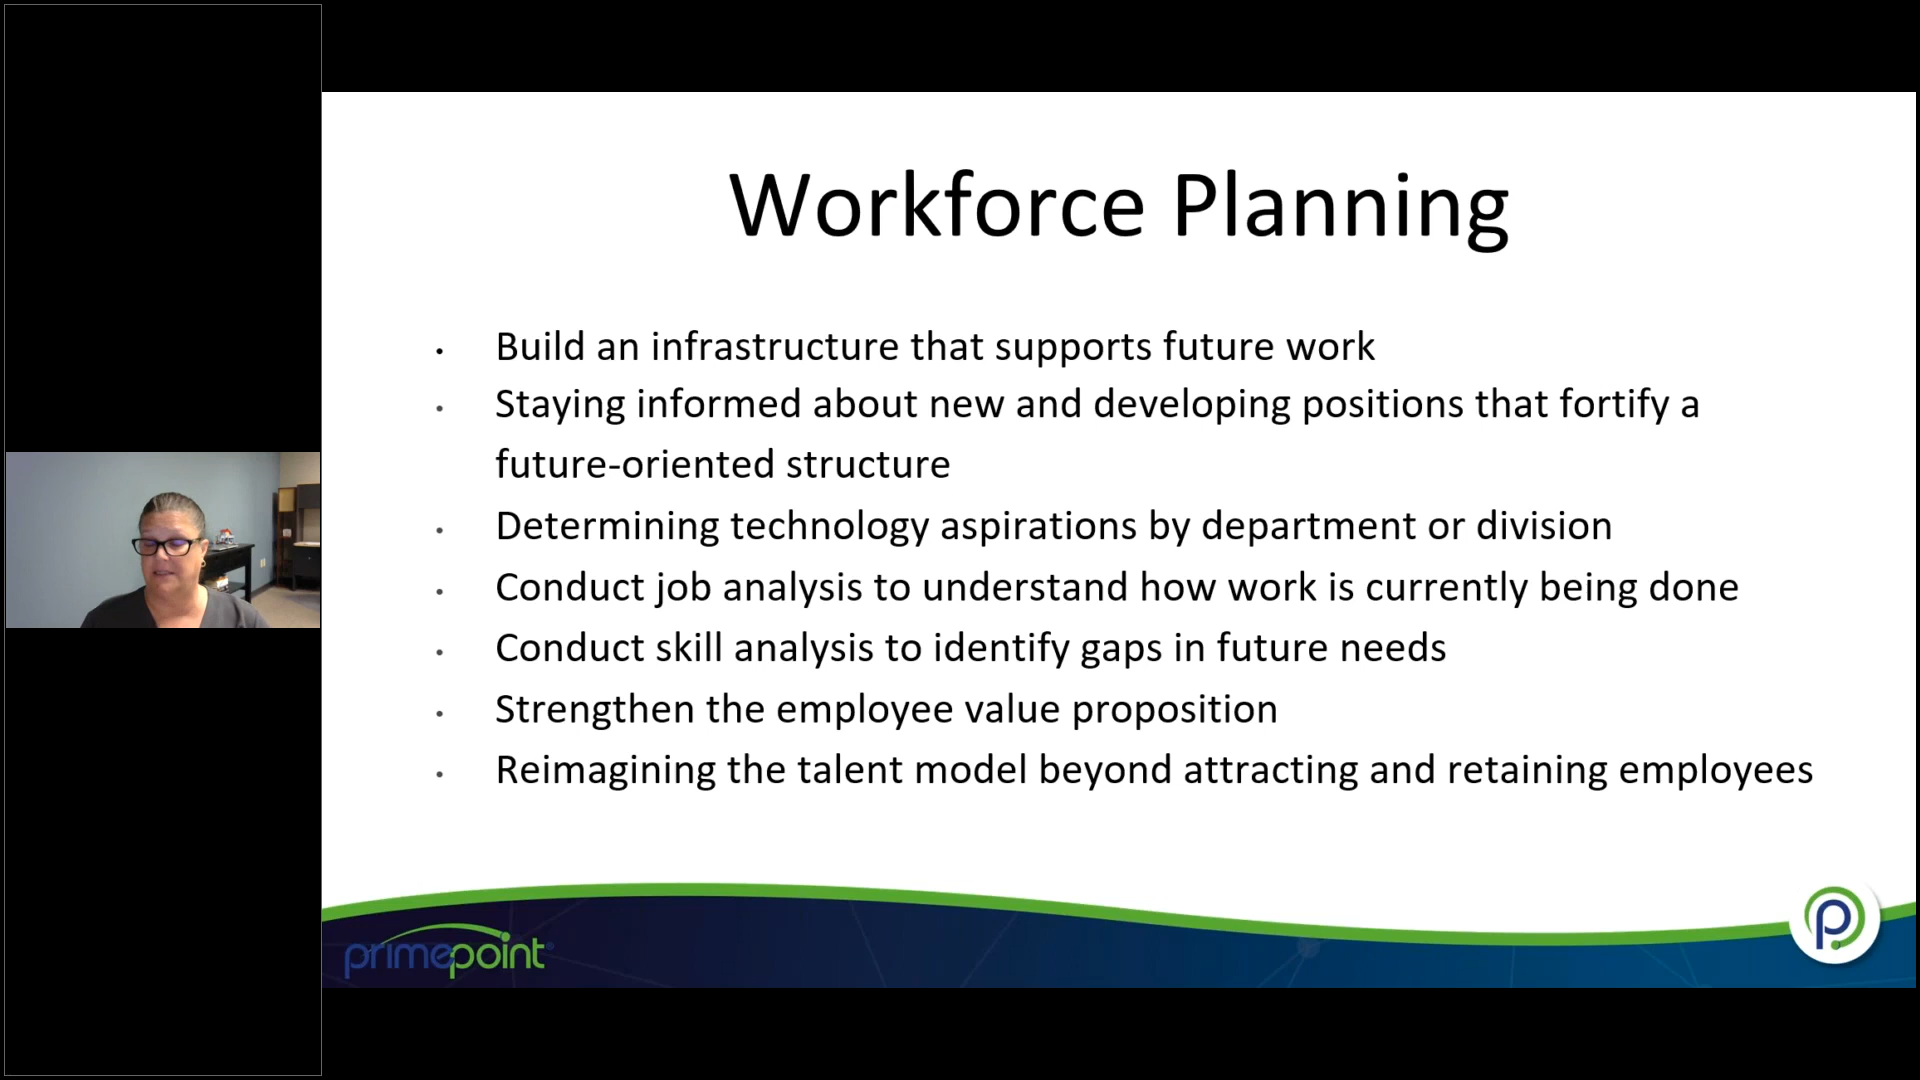 Workforce Planning
• Build an infrastructure that supports future work
• Staying informed about new and developing positions that fortify a
future-oriented structure
• Determining technology aspirations by department or division
• Conduct job analysis to understand how work is currently being done
• Conduct skill analysis to identify gaps in future needs
• Strengthen the employee value proposition
• Reimagining the talent model beyond attracting and retaining employees
primepoint®
p